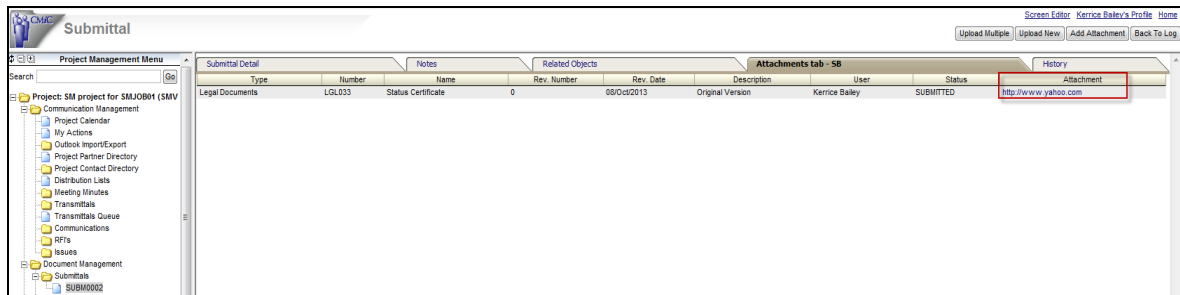 Screen Editor Kerrice Bailey's Profile Home
CMiC
Submittal
Upload Multiple Upload New Add Attachment Back To Log
Project Management Menu
Search Go
Project: SM project for SMJOB01 (SMV
Communication Management
Project Calendar
My Actions
Outlook Import/Export
Project Partner Directory
Project Contact Directory
Distribution Lists
Meeting Minutes
Transmittals
Transmittals Queue
Communications
RFI's
Issues
Document Management
Submittals
SUBM0002
Submittal Detail Notes Related Objects Attachments tab - SB History
Type Number Name Rev. Number Rev. Date Description User Status Attachment
Legal Documents LGL033 Status Certificate 0 08/Oct/2013 Original Version Kerrice Bailey SUBMITTED http://www.yahoo.com